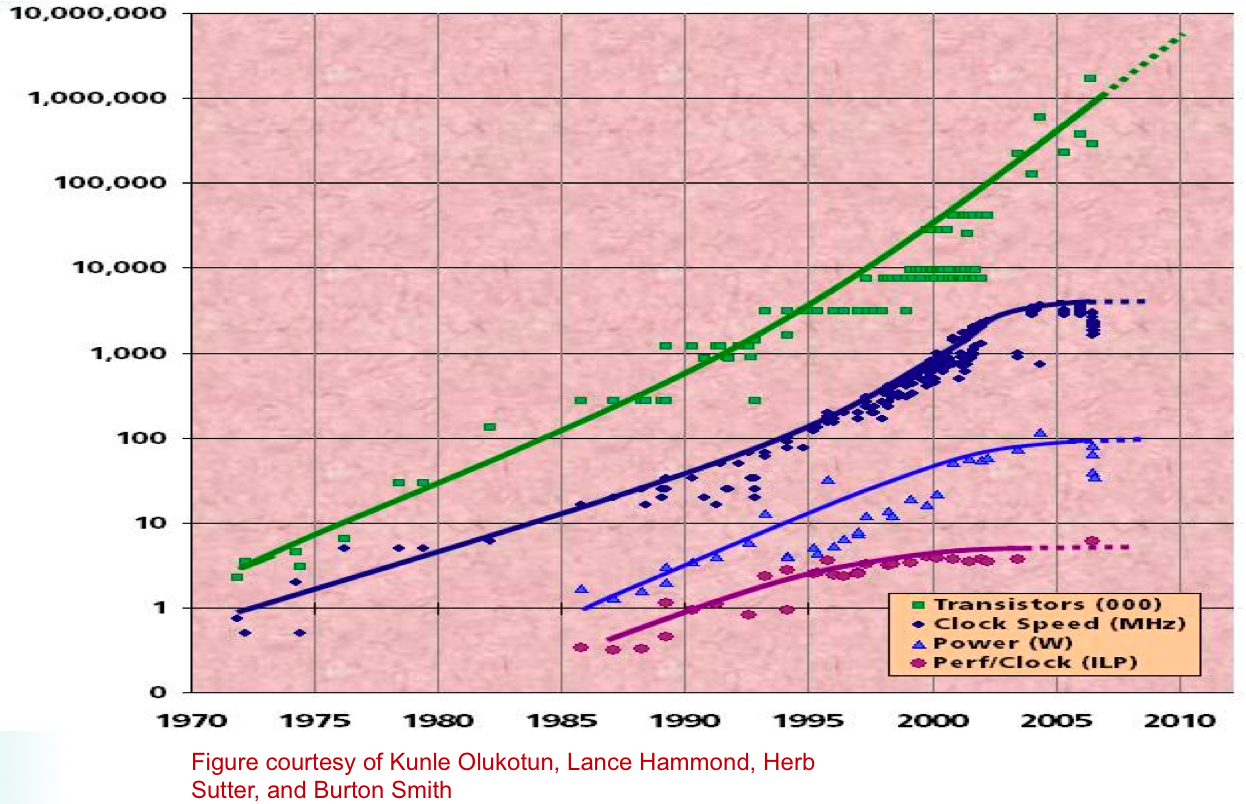 10,000,000
1,000,000
100,000
10,000
1,000
100
10
1
0
1970 1975 1980 1985 1990 1995 2000 2005 2010
Transistors (000)
Clock Speed (MHz)
Power (W)
Perf/Clock (ILP)
Figure courtesy of Kunle Olukotun, Lance Hammond, Herb
Sutter, and Burton Smith